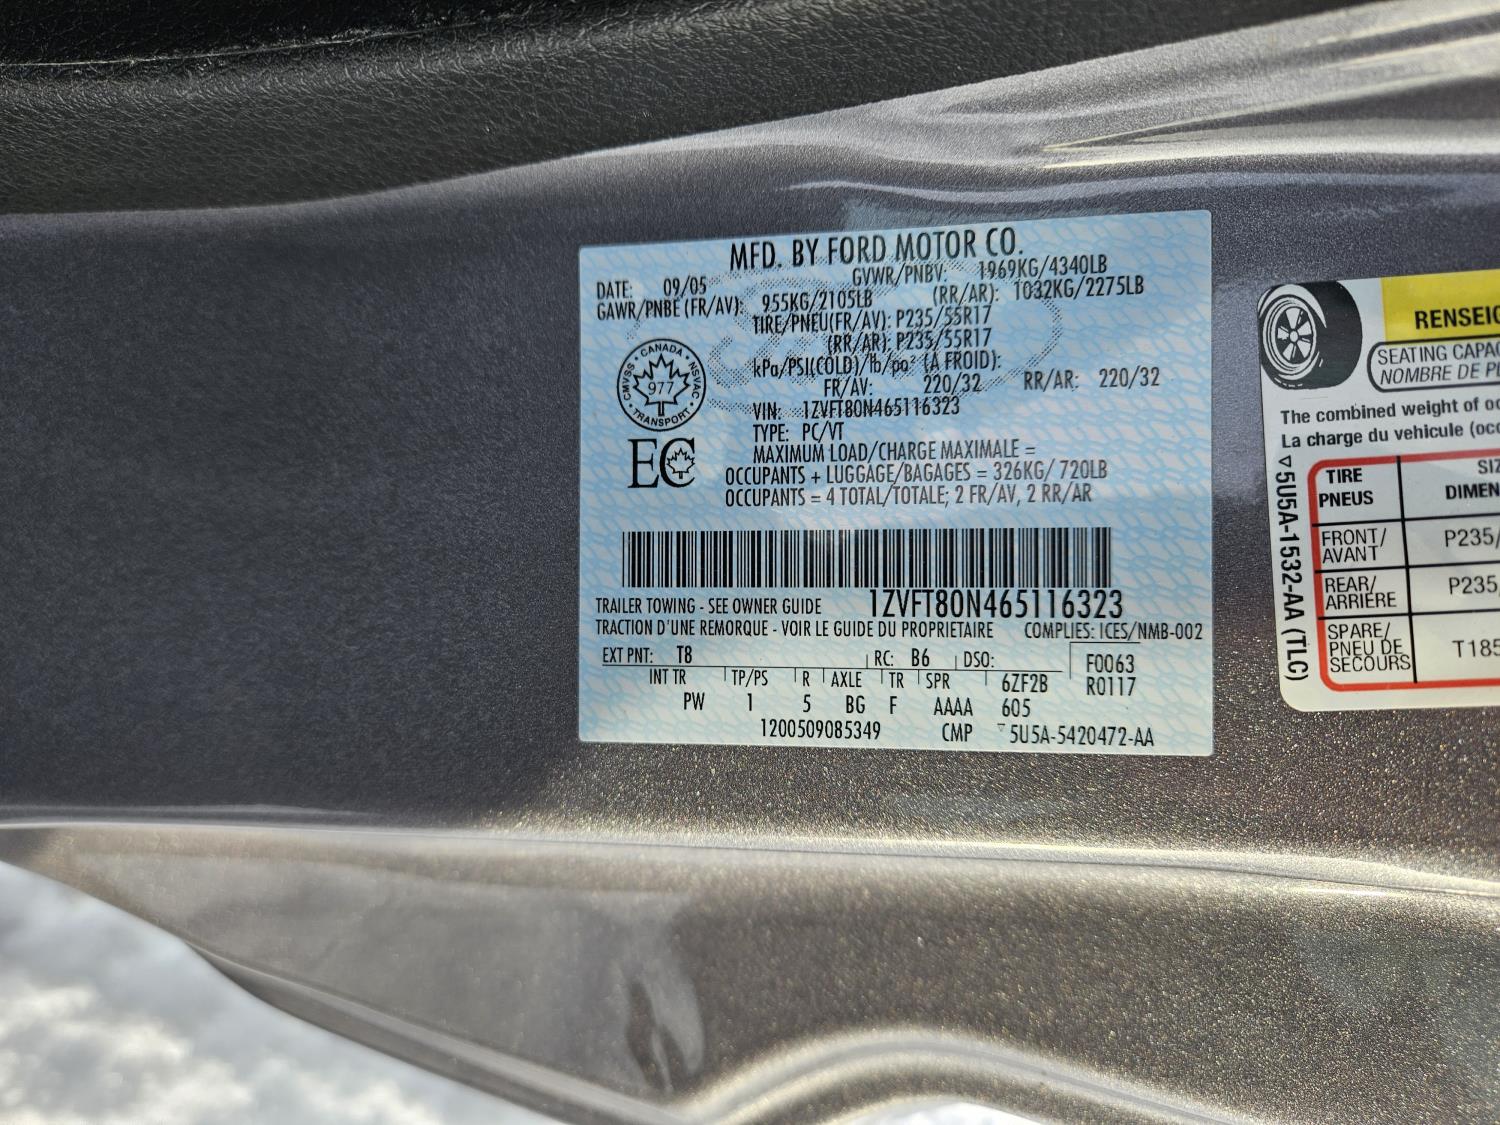 MFD. BY FORD MOTOR CO.
DATE: 09/05 GVWR/PNBV: 1969KG/4340LB
GAWR/PNBE (FR/AV): 955KG/2105LB (RR/AR): 1032KG/2275LB
TIRE/PNEU(FR/AV): P235/55R17
(RR/AR): P235/55R17
kPa/PSI(COLD)/lb/po² (A FROID):
FR/AV: 220/32 RR/AR: 220/32
VIN: 1ZVFT80N465116323
TYPE: PC/VT
MAXIMUM LOAD/CHARGE MAXIMALE =
OCCUPANTS + LUGGAGE/BAGAGES = 326KG/ 720LB
OCCUPANTS = 4 TOTAL/TOTALE; 2 FR/AV, 2 RR/AR
CMVSS • CANADA • NSVAC • TRANSPORT •
977
EC
1ZVFT80N465116323
TRAILER TOWING - SEE OWNER GUIDE
TRACTION D'UNE REMORQUE - VOIR LE GUIDE DU PROPRIETAIRE COMPLIES: ICES/NMB-002
EXT PNT: T8 RC: B6 DSO: F0063
INT TR TP/PS R AXLE TR SPR 6ZF2B R0117
PW 1 5 BG F AAAA 605
1200509085349 CMP ▽5U5A-5420472-AA
RENSEIG
SEATING CAPAC
NOMBRE DE PL
The combined weight of oc
La charge du vehicule (occ
▽5U5A-1532-AA (TLC)
TIRE SIZ
PNEUS DIMEN
FRONT/ P235/
AVANT
REAR/ P235/
ARRIÈRE
SPARE/ T185
PNEU DE
SECOURS